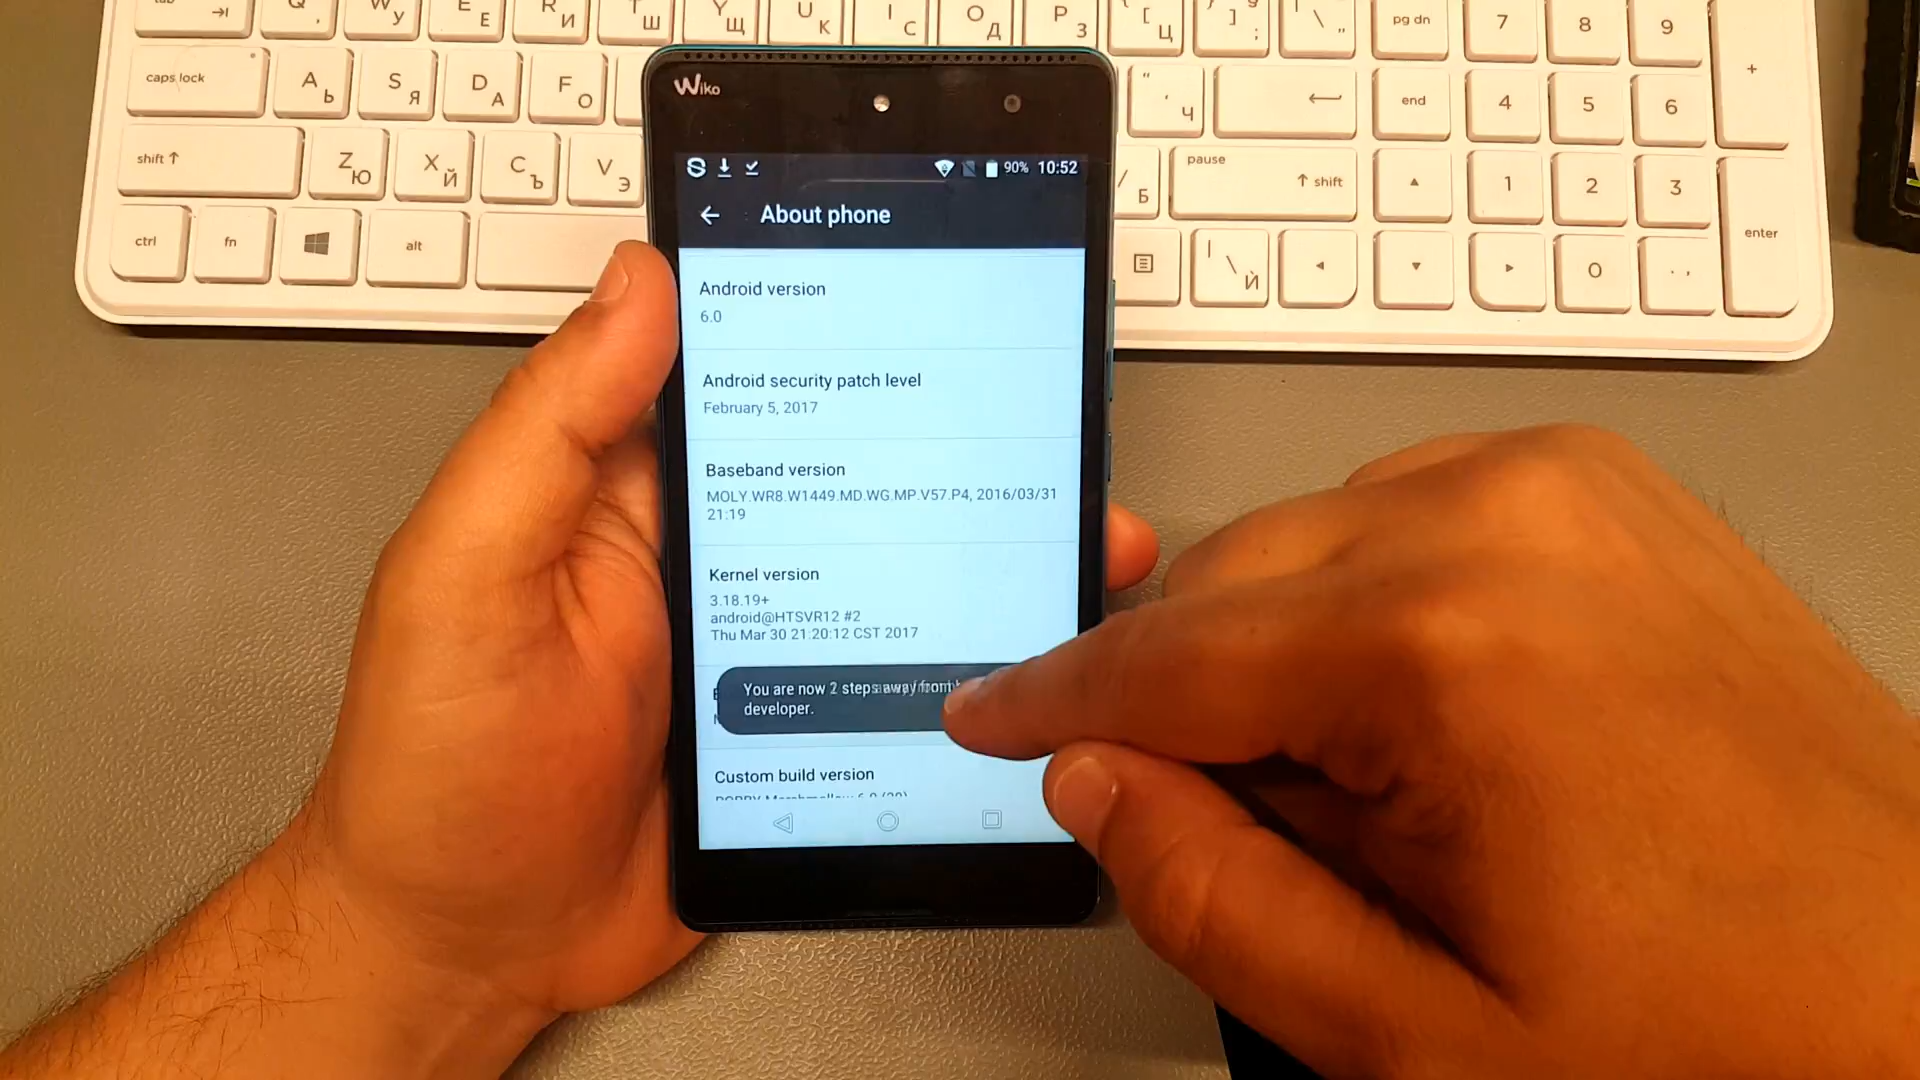 W У
E Е
R И
Ш
Y Щ
U К
I С
O Д
P З
[ Ц
] ;
\ „
pg dn
7
8
9
+
caps lock
A Ь
S Я
D А
F О
" ' Ч
end
4
5
6
shift
Z Ю
X Й
C Ъ
V Э
/ Б
pause
shift
1
2
3
enter
ctrl
fn
alt
| \ Ѝ
0
. ,
Wiko
90% 10:52
About phone
Android version
6.0
Android security patch level
February 5, 2017
Baseband version
MOLY.WR8.W1449.MD.WG.MP.V57.P4, 2016/03/31
21:19
Kernel version
3.18.19+
android@HTSVR12 #2
Thu Mar 30 21:20:12 CST 2017
You are now 2 steps away from
developer.
Custom build version